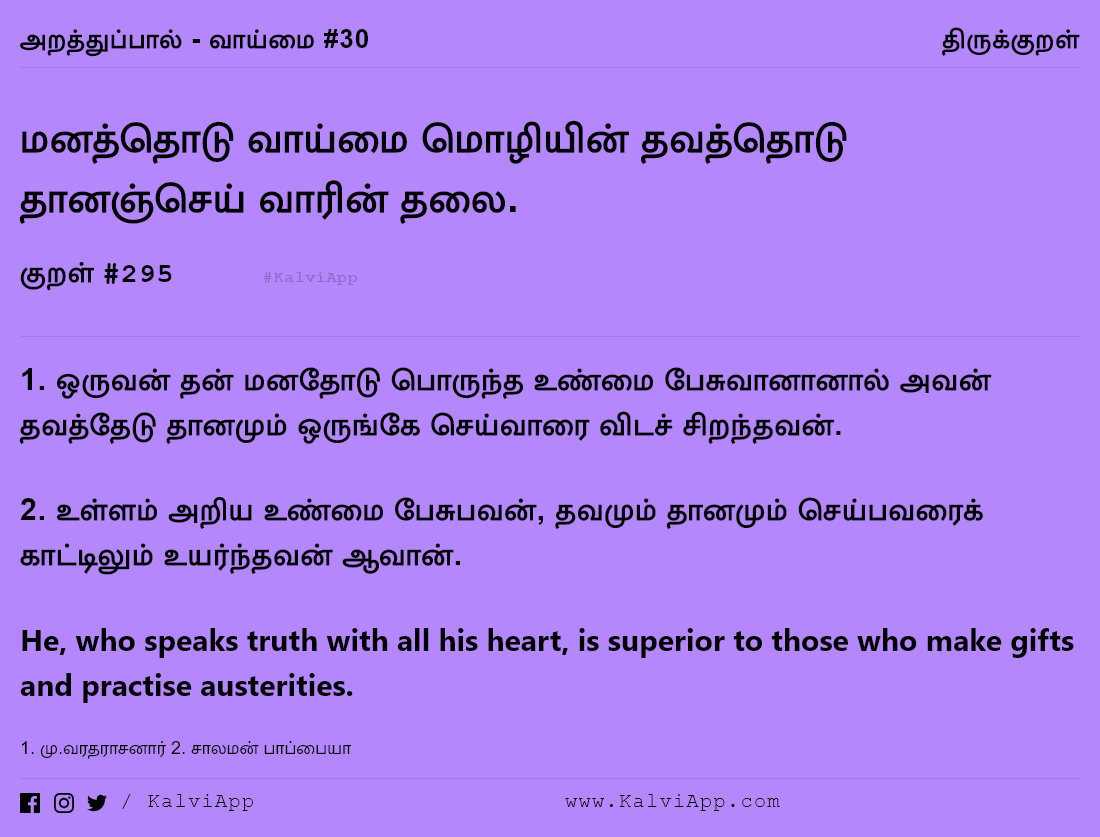 அறத்துப்பால் - வாய்மை #30
திருக்குறள்
மனத்தொடு வாய்மை மொழியின் தவத்தொடு
தானஞ்செய் வாரின் தலை.
குறள் #295
#KalviApp
1. ஒருவன் தன் மனதோடு பொருந்த உண்மை பேசுவானானால் அவன்
தவத்தேடு தானமும் ஒருங்கே செய்வாரை விடச் சிறந்தவன்.
2. உள்ளம் அறிய உண்மை பேசுபவன், தவமும் தானமும் செய்பவரைக்
காட்டிலும் உயர்ந்தவன் ஆவான்.
He, who speaks truth with all his heart, is superior to those who make gifts
and practise austerities.
1. மு.வரதராசனார் 2. சாலமன் பாப்பையா
/ KalviApp
www.KalviApp.com